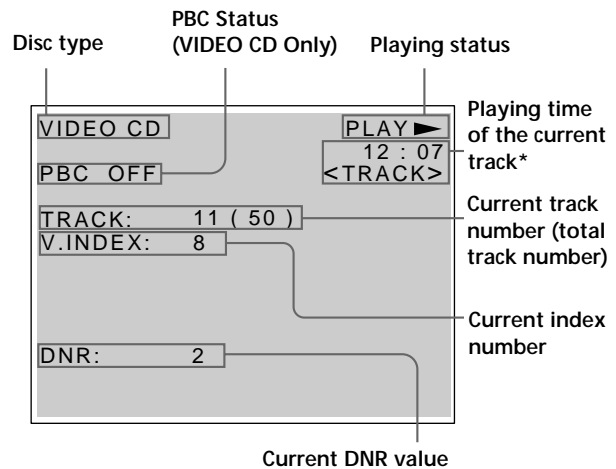 PBC Status
(VIDEO CD Only)
Disc type
Playing status
VIDEO CD
PLAY ►
12 : 07
<TRACK>
PBC OFF
Playing time
of the current
track*
TRACK: 11 ( 50 )
V.INDEX: 8
Current track
number (total
track number)
Current index
number
DNR: 2
Current DNR value